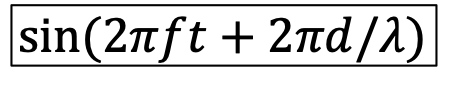 sin(2𝜋𝑓𝑡 + 2𝜋𝑑/𝜆)